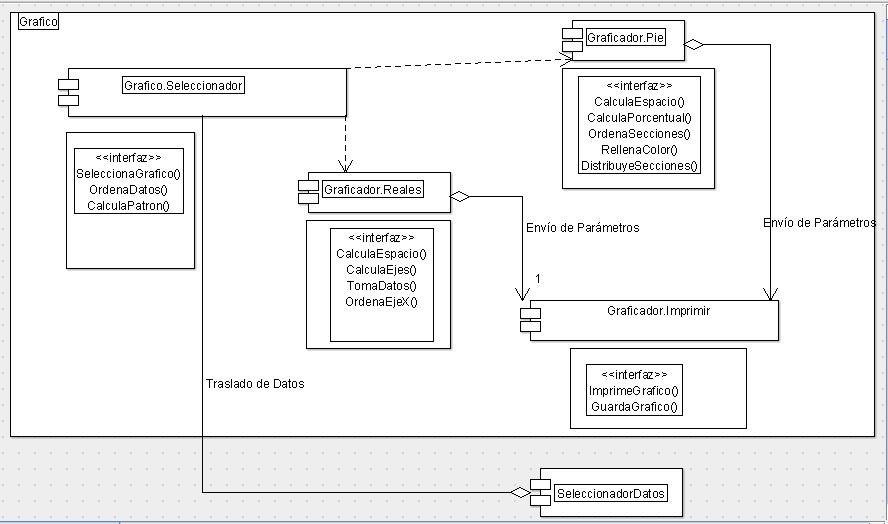 Grafico
Graficador.Pie
<<interfaz>>
CalculaEspacio()
CalculaPorcentual()
OrdenaSecciones()
RellenaColor()
DistribuyeSecciones()
Grafico.Seleccionador
<<interfaz>>
SeleccionaGrafico()
OrdenaDatos()
CalculaPatron()
Graficador.Reales
<<interfaz>>
CalculaEspacio()
CalculaEjes()
TomaDatos()
OrdenaEjeX()
Envío de Parámetros
Envío de Parámetros
1
Graficador.Imprimir
<<interfaz>>
ImprimeGrafico()
GuardaGrafico()
Traslado de Datos
SeleccionadorDatos